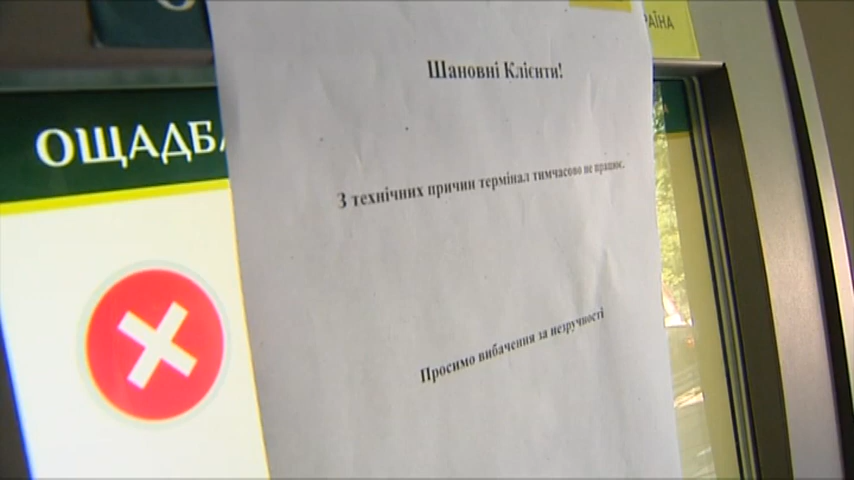 Шановні Клієнти!
ОЩАДБ
З технічних причин термінал тимчасово не працює.
Просимо вибачення за незручності